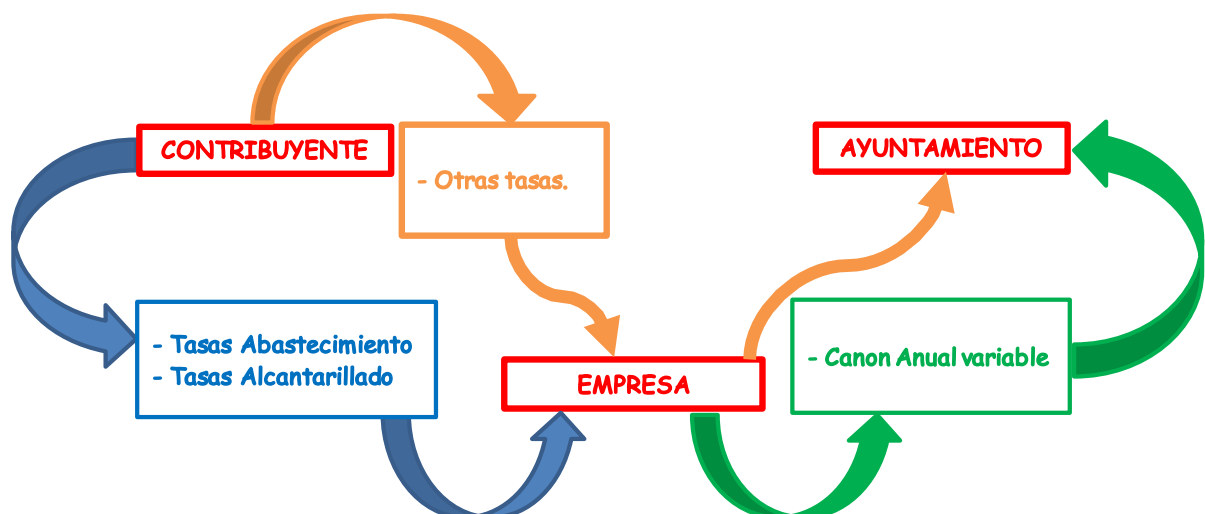 CONTRIBUYENTE
- Otras tasas.
AYUNTAMIENTO
- Tasas Abastecimiento
- Tasas Alcantarillado
EMPRESA
- Canon Anual variable